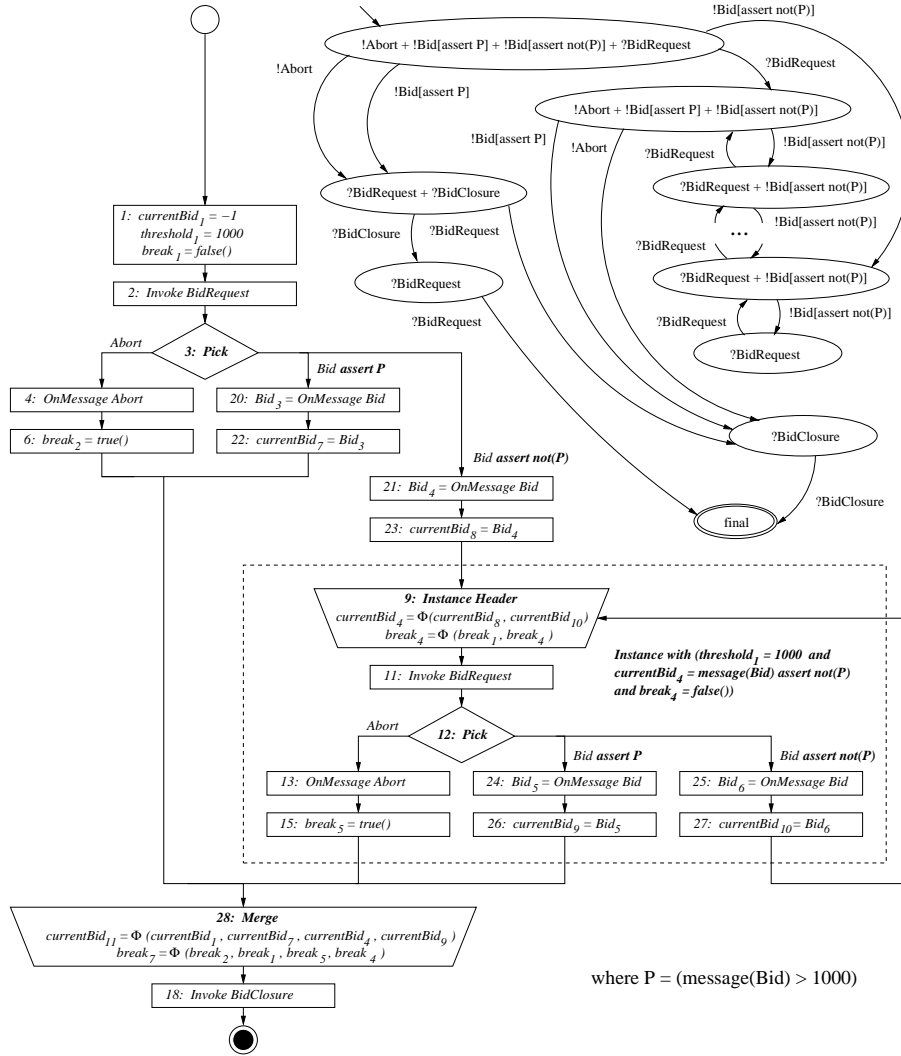 !Bid[assert not(P)]
!Bid[assert not(P)]
!Abort + !Bid[assert P] + !Bid[assert not(P)] + ?BidRequest
!Abort
?BidRequest
!Bid[assert P]
!Abort + !Bid[assert P] + !Bid[assert not(P)]
!Bid[assert P]
!Abort
?BidRequest
!Bid[assert not(P)]
?BidRequest + ?BidClosure
?BidRequest + !Bid[assert not(P)]
1: currentBid1 = −1
threshold1 = 1000
break1 = false()
?BidClosure
?BidRequest
!Bid[assert not(P)]
...
?BidRequest
?BidRequest
?BidRequest + !Bid[assert not(P)]
2: Invoke BidRequest
?BidRequest
?BidRequest
!Bid[assert not(P)]
3: Pick
Abort
Bid assert P
?BidRequest
4: OnMessage Abort
20: Bid3 = OnMessage Bid
6: break2 = true()
22: currentBid7 = Bid3
?BidClosure
Bid assert not(P)
21: Bid4 = OnMessage Bid
?BidClosure
23: currentBid8 = Bid4
final
9: Instance Header
currentBid4 = Φ(currentBid8 , currentBid10)
break4 = Φ (break1 , break4 )
Instance with (threshold1 = 1000 and
currentBid4 = message(Bid) assert not(P)
and break4 = false())
11: Invoke BidRequest
Abort
12: Pick
Bid assert P
Bid assert not(P)
13: OnMessage Abort
24: Bid5 = OnMessage Bid
25: Bid6 = OnMessage Bid
15: break5 = true()
26: currentBid9 = Bid5
27: currentBid10 = Bid6
28: Merge
currentBid11 = Φ (currentBid1 , currentBid7 , currentBid4 , currentBid9 )
break7 = Φ (break2 , break1 , break5 , break4 )
where P = (message(Bid) > 1000)
18: Invoke BidClosure